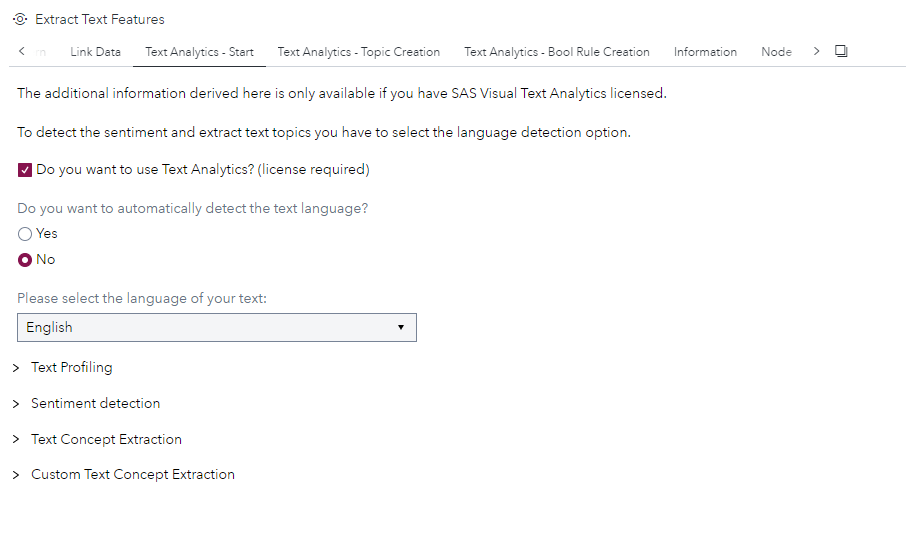 Extract Text Features
Link Data Text Analytics - Start Text Analytics - Topic Creation Text Analytics - Bool Rule Creation Information Node
The additional information derived here is only available if you have SAS Visual Text Analytics licensed.
To detect the sentiment and extract text topics you have to select the language detection option.
Do you want to use Text Analytics? (license required)
Do you want to automatically detect the text language?
Yes
No
Please select the language of your text:
English
Text Profiling
Sentiment detection
Text Concept Extraction
Custom Text Concept Extraction